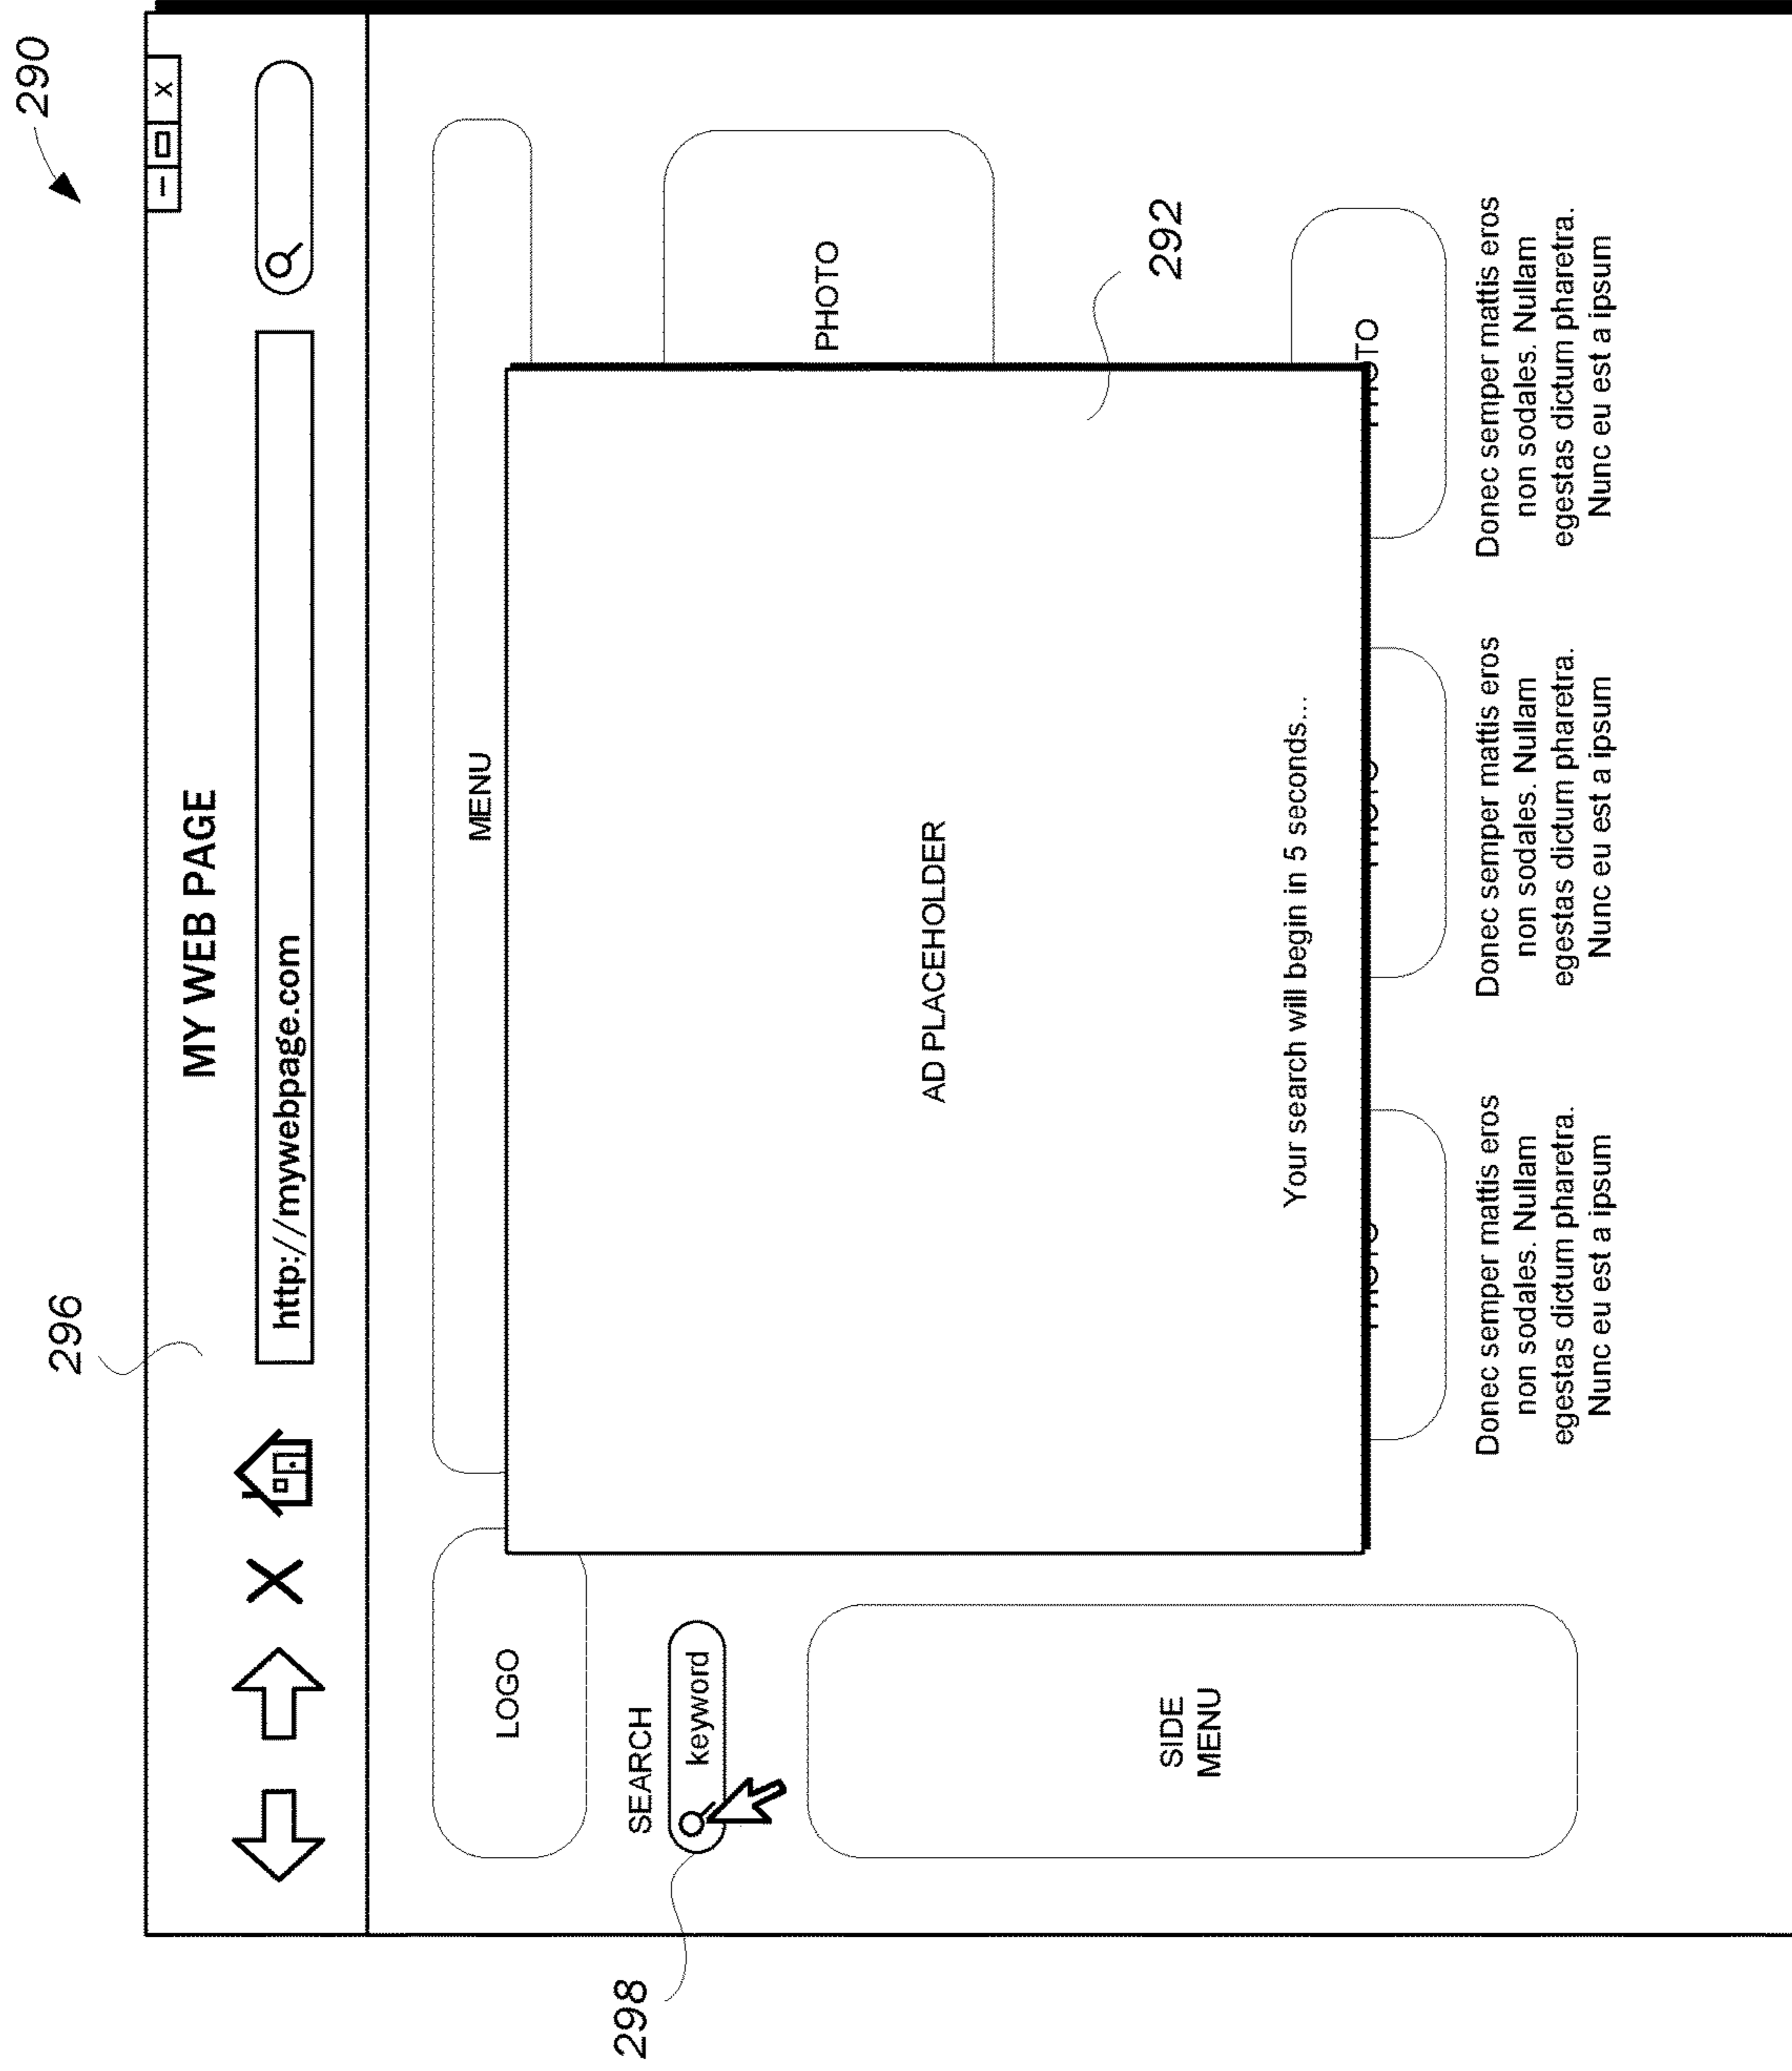 290
296
MY WEB PAGE
– X
http://mywebpage.com
LOGO
MENU
SEARCH
keyword
298
PHOTO
AD PLACEHOLDER
292
SIDE
MENU
Your search will begin in 5 seconds...
PHOTO
PHOTO
PHOTO
Donec semper mattis eros
non sodales. Nullam
egestas dictum pharetra.
Nunc eu est a ipsum
Donec semper mattis eros
non sodales. Nullam
egestas dictum pharetra.
Nunc eu est a ipsum
Donec semper mattis eros
non sodales. Nullam
egestas dictum pharetra.
Nunc eu est a ipsum